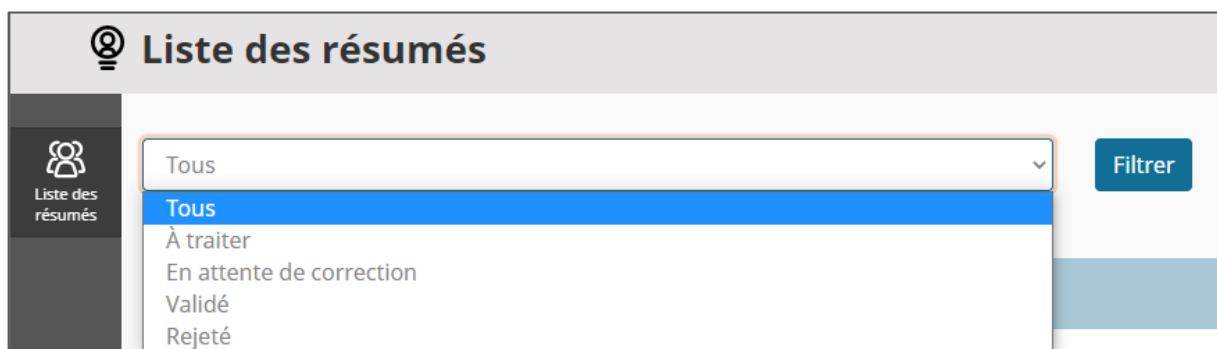 Liste des résumés
Liste des
résumés
Tous
Filtrer
Tous
À traiter
En attente de correction
Validé
Rejeté